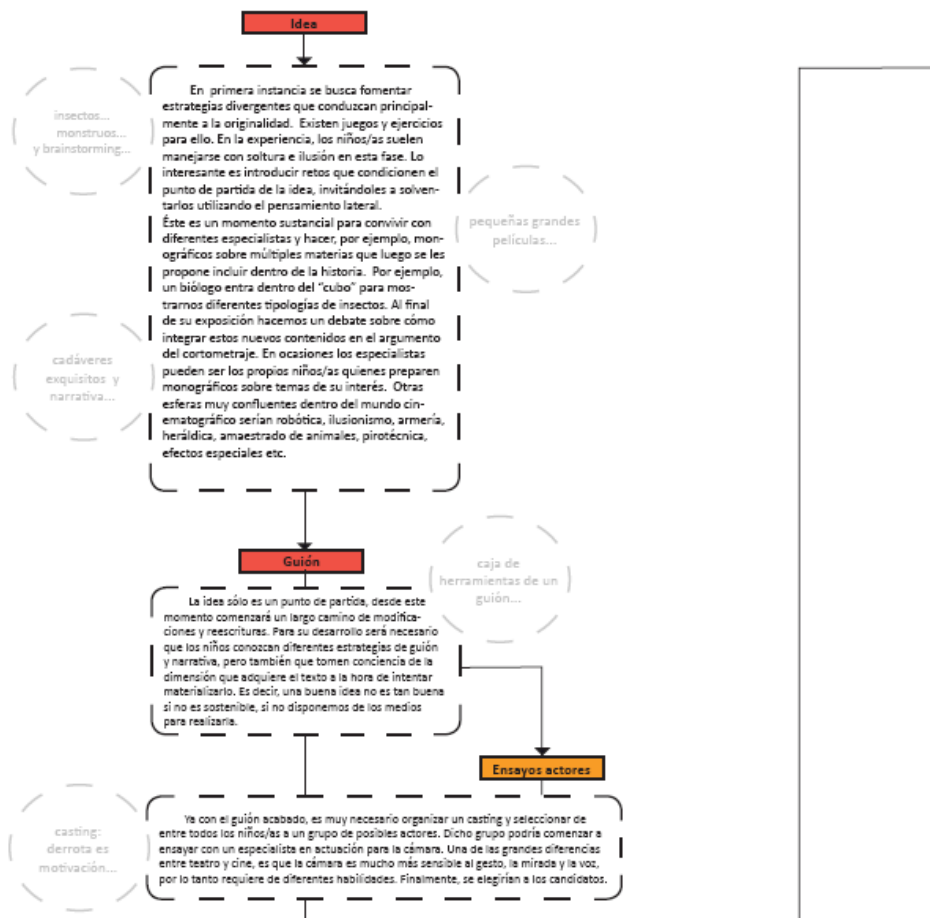 Idea
insectos...
monstruos...
y brainstorming...
En primera instancia se busca fomentar
estrategias divergentes que conduzcan principal-
mente a la originalidad. Existen juegos y ejercicios
para ello. En la experiencia, los niños/as suelen
manejarse con soltura e ilusión en esta fase. Lo
interesante es introducir retos que condicionen el
punto de partida de la idea, invitándoles a solven-
tarlos utilizando el pensamiento lateral.
Éste es un momento sustancial para convivir con
diferentes especialistas y hacer, por ejemplo, mon-
ográficos sobre múltiples materias que luego se les
propone incluir dentro de la historia. Por ejemplo,
un biólogo entra dentro del “cubo” para mos-
trarnos diferentes tipologías de insectos. Al final
de su exposición hacemos un debate sobre cómo
integrar estos nuevos contenidos en el argumento
del cortometraje. En ocasiones los especialistas
pueden ser los propios niños/as quienes preparen
monográficos sobre temas de su interés. Otras
esferas muy confluentes dentro del mundo cin-
ematográfico serían robótica, ilusionismo, armería,
heráldica, amaestrado de animales, pirotécnica,
efectos especiales etc.
pequeñas grandes
películas...
cadáveres
exquisitos y
narrativa...
Guión
caja de
herramientas de un
guión...
La idea sólo es un punto de partida, desde este
momento comenzará un largo camino de modifica-
ciones y reescrituras. Para su desarrollo será necesario
que los niños conozcan diferentes estrategias de guión
y narrativa, pero también que tomen conciencia de la
dimensión que adquiere el texto a la hora de intentar
materializarlo. Es decir, una buena idea no es tan buena
si no es sostenible, si no disponemos de los medios
para realizarla.
Ensayos actores
casting:
derrota es
motivación...
Ya con el guión acabado, es muy necesario organizar un casting y seleccionar de
entre todos los niños/as a un grupo de posibles actores. Dicho grupo podría comenzar a
ensayar con un especialista en actuación para la cámara. Una de las grandes diferencias
entre teatro y cine, es que la cámara es mucho más sensible al gesto, la mirada y la voz,
por lo tanto requiere de diferentes habilidades. Finalmente, se elegirían a los candidatos.